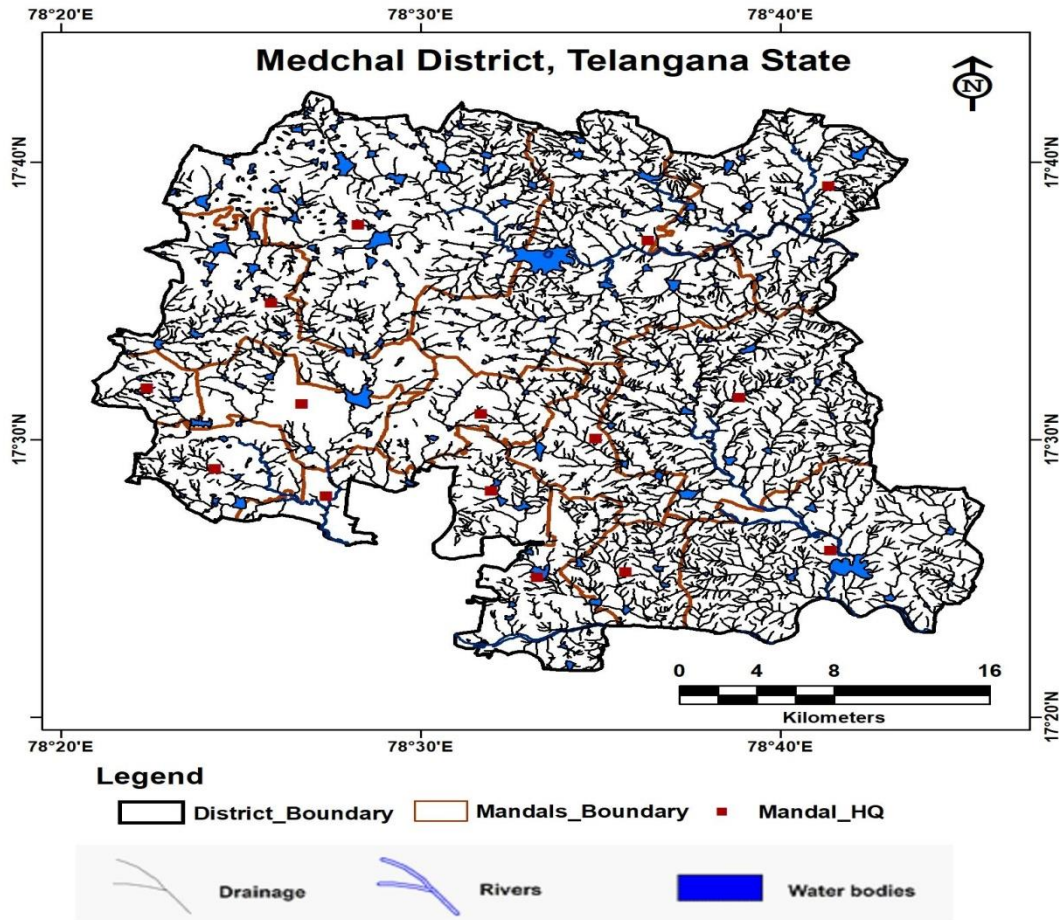 78°20'E 78°30'E 78°40'E
Medchal District, Telangana State
N
17°40'N 17°40'N
17°30'N 17°30'N
17°20'N
0 4 8 16
Kilometers
78°20'E 78°30'E 78°40'E
Legend
District_Boundary Mandals_Boundary Mandal_HQ
Drainage Rivers Water bodies